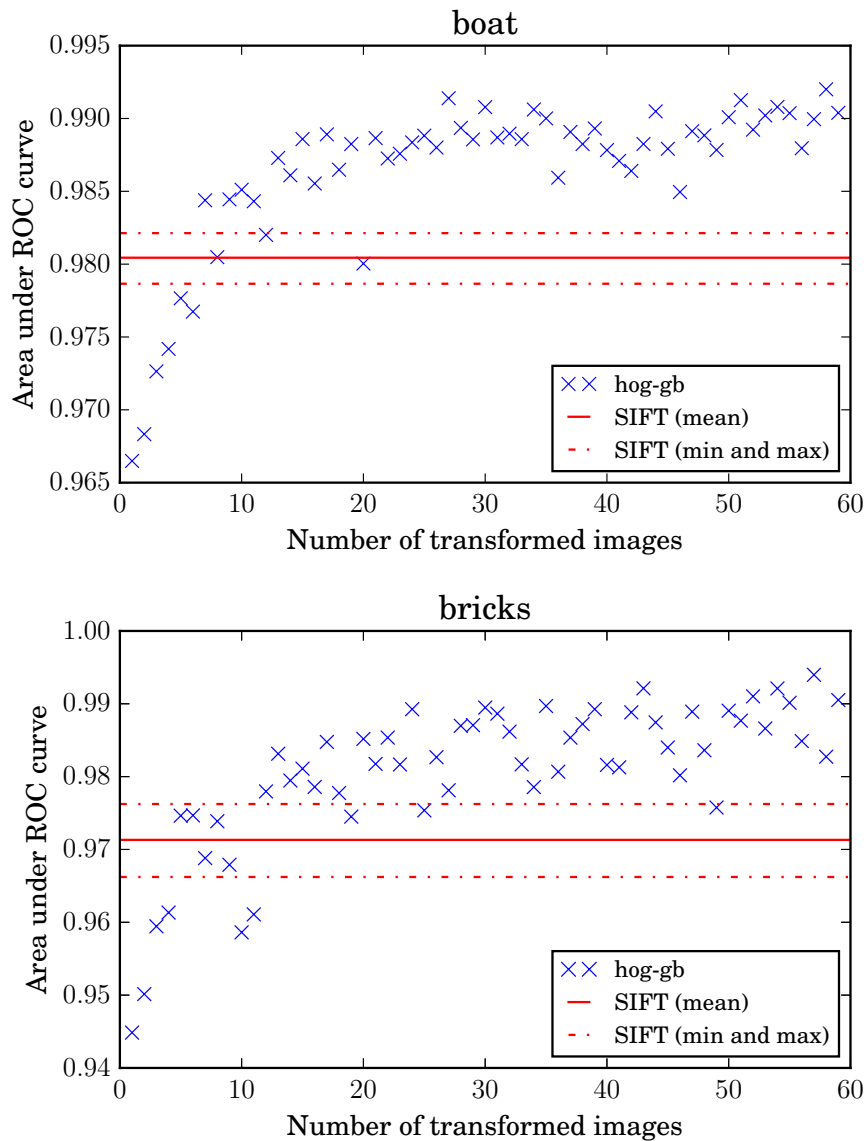 boat
0.995
0.990
0.985
0.980
0.975
0.970
0.965
Area under ROC curve
hog-gb
SIFT (mean)
SIFT (min and max)
0 10 20 30 40 50 60
Number of transformed images
bricks
1.00
0.99
0.98
0.97
0.96
0.95
0.94
Area under ROC curve
hog-gb
SIFT (mean)
SIFT (min and max)
0 10 20 30 40 50 60
Number of transformed images